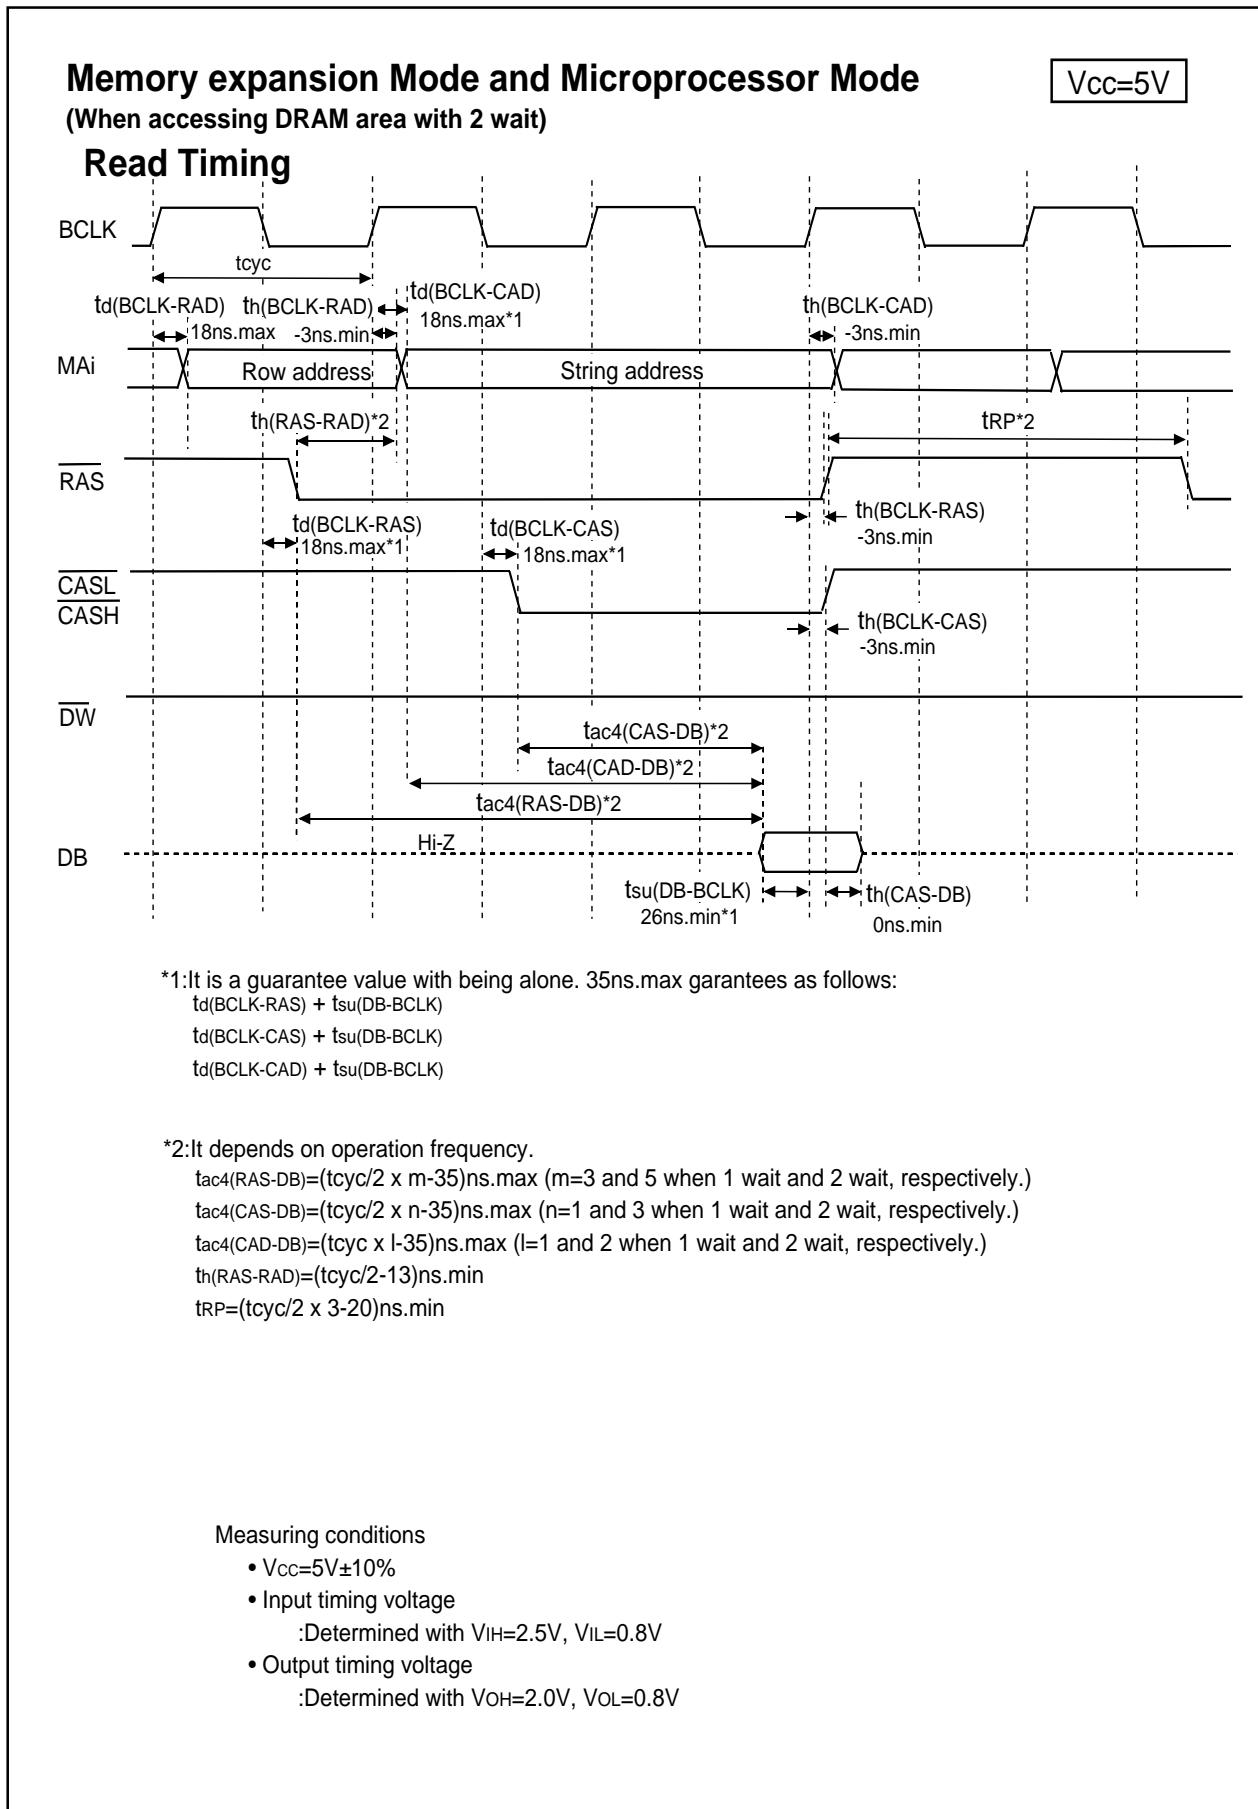 Memory expansion Mode and Microprocessor Mode
Vcc=5V
(When accessing DRAM area with 2 wait)
Read Timing
BCLK
tcyc
td(BCLK-RAD)
18ns.max
th(BCLK-RAD)
-3ns.min
td(BCLK-CAD)
18ns.max*1
th(BCLK-CAD)
-3ns.min
MAi
Row address
String address
th(RAS-RAD)*2
tRP*2
RAS
td(BCLK-RAS)
18ns.max*1
td(BCLK-CAS)
18ns.max*1
th(BCLK-RAS)
-3ns.min
CASL
CASH
th(BCLK-CAS)
-3ns.min
DW
tac4(CAS-DB)*2
tac4(CAD-DB)*2
tac4(RAS-DB)*2
Hi-Z
DB
tsu(DB-BCLK)
26ns.min*1
th(CAS-DB)
0ns.min
*1:It is a guarantee value with being alone. 35ns.max garantees as follows:
td(BCLK-RAS) + tsu(DB-BCLK)
td(BCLK-CAS) + tsu(DB-BCLK)
td(BCLK-CAD) + tsu(DB-BCLK)
*2:It depends on operation frequency.
tac4(RAS-DB)=(tcyc/2 x m-35)ns.max (m=3 and 5 when 1 wait and 2 wait, respectively.)
tac4(CAS-DB)=(tcyc/2 x n-35)ns.max (n=1 and 3 when 1 wait and 2 wait, respectively.)
tac4(CAD-DB)=(tcyc x l-35)ns.max (l=1 and 2 when 1 wait and 2 wait, respectively.)
th(RAS-RAD)=(tcyc/2-13)ns.min
tRP=(tcyc/2 x 3-20)ns.min
Measuring conditions
• VCC=5V±10%
• Input timing voltage
:Determined with VIH=2.5V, VIL=0.8V
• Output timing voltage
:Determined with VOH=2.0V, VOL=0.8V